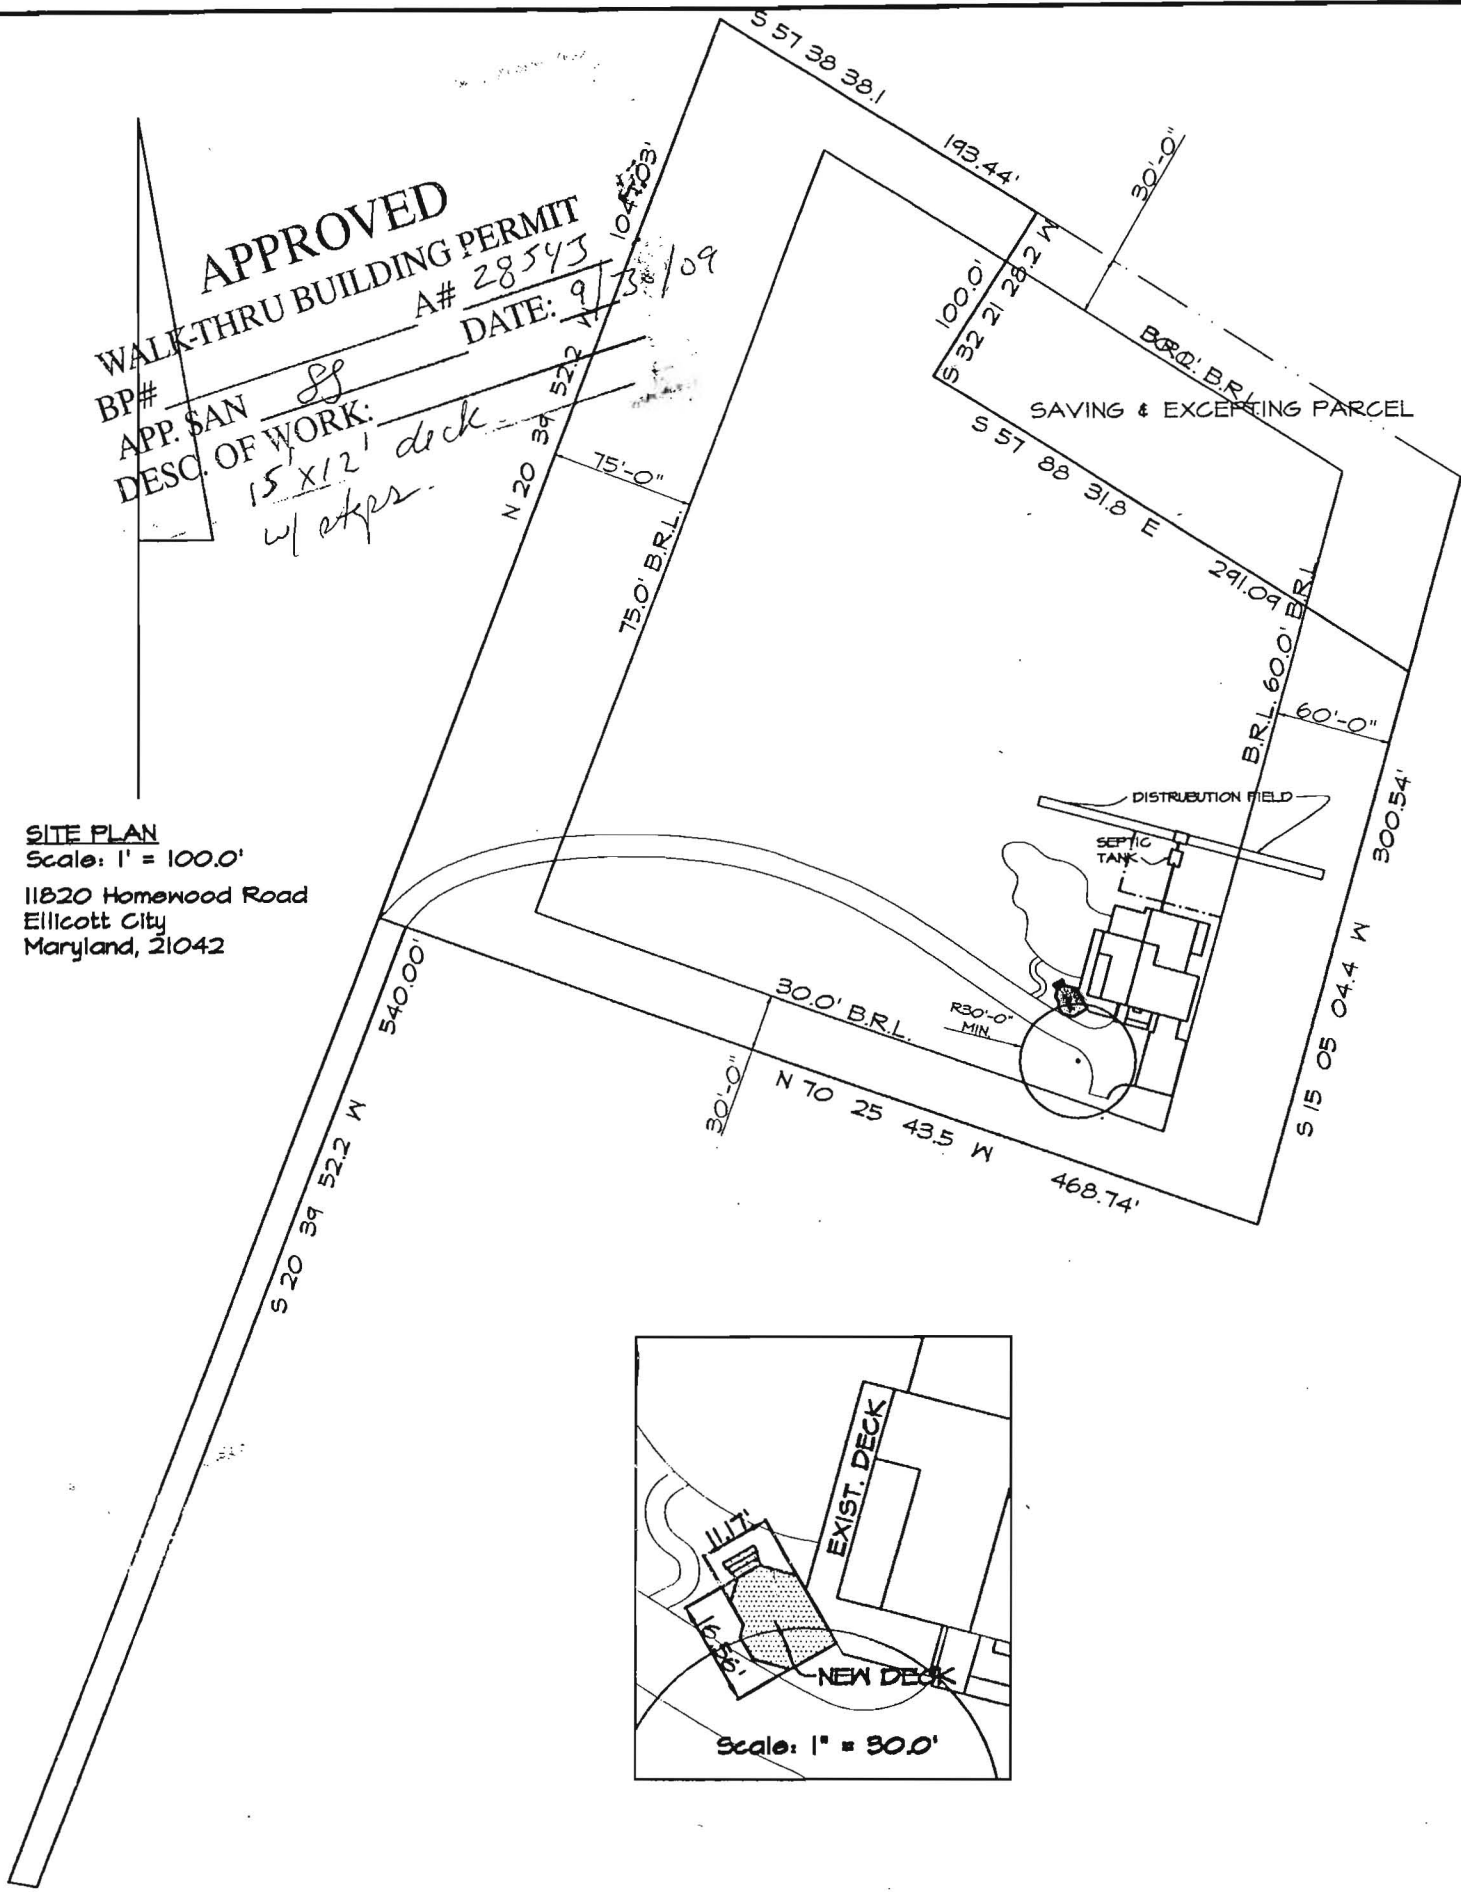 S 57 38 38.1
193.44'
30'-0"
APPROVED
WALK-THRU BUILDING PERMIT
BP# A# 28543
APP. SAN DATE: 9/3 /09
DESC. OF WORK:
15'x12' deck
w/ steps.
N 20 39 52.2
75'-0"
75.0' B.R.L.
100.0'
S 32 21 28.2 W
B.R.L.
SAVING & EXCEPTING PARCEL
S 57 88 31.8 E
291.09
B.R.L. 60.0' B.R.L
60'-0"
300.54'
S 15 05 04.4 W
DISTRUBUTION FIELD
SEPTIC
TANK
SITE PLAN
Scale: 1' = 100.0'
11820 Homewood Road
Ellicott City
Maryland, 21042
540.00'
S 20 39 52.2 W
30.0' B.R.L.
R30'-0"
MIN.
30'-0"
N 70 25 43.5 W
468.74'
EXIST. DECK
11.17'
16.56'
NEW DECK
Scale: 1" = 30.0'